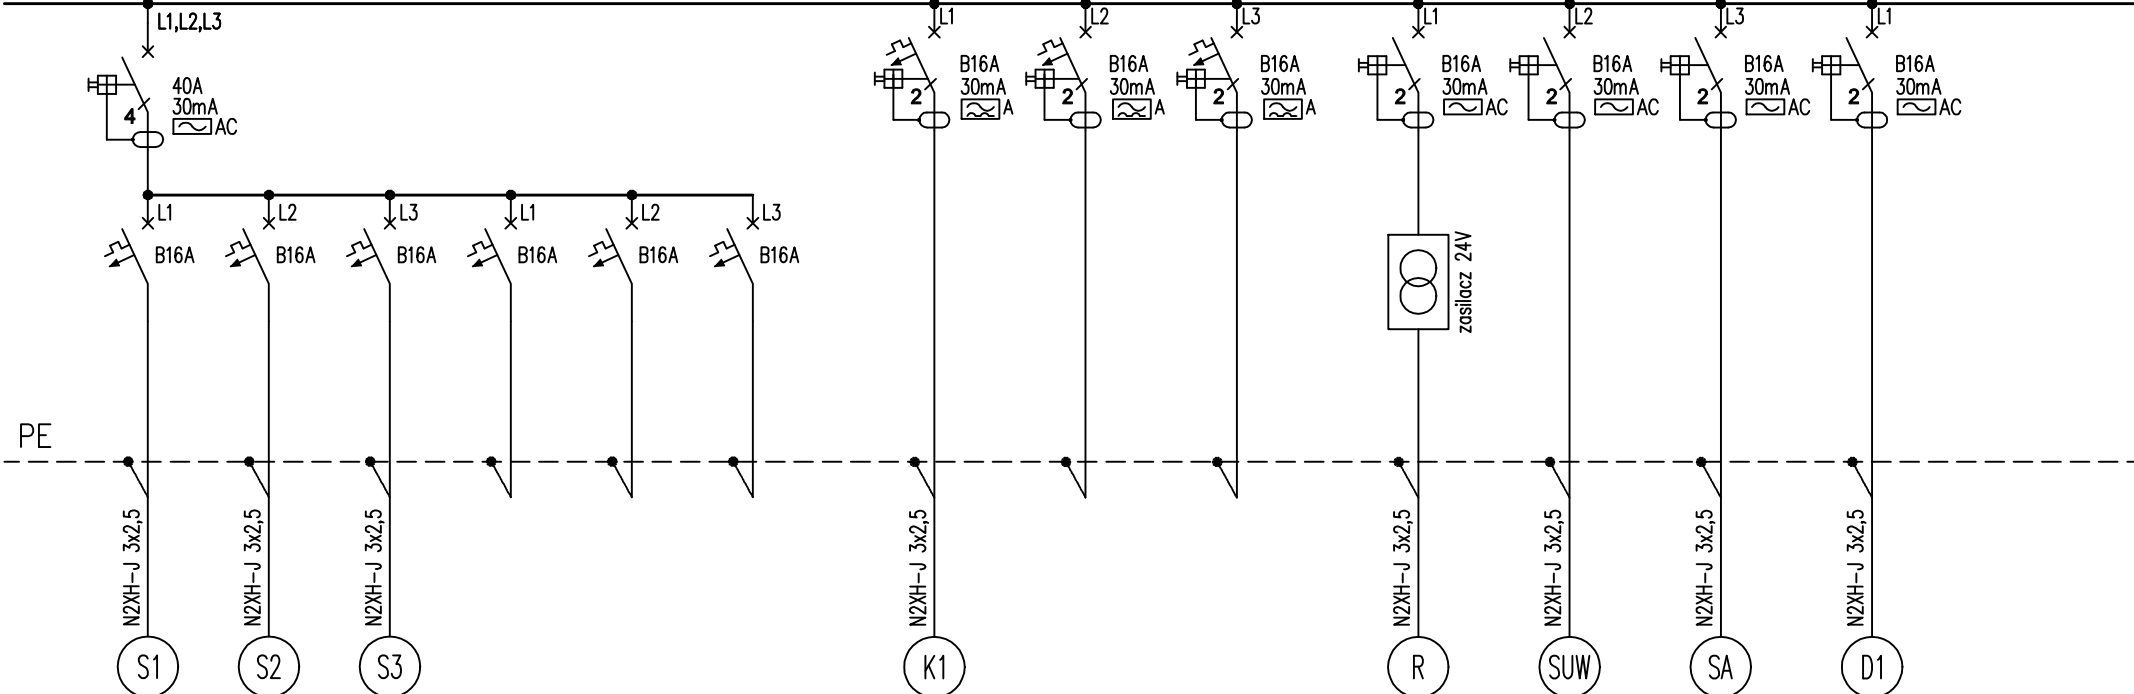 L1,L2,L3
L1
L2
L3
L1
L2
L3
L1
40A
30mA
AC
4
B16A
30mA
A
2
B16A
30mA
A
2
B16A
30mA
A
2
B16A
30mA
AC
2
B16A
30mA
AC
2
B16A
30mA
AC
2
B16A
30mA
AC
2
L1
L2
L3
L1
L2
L3
B16A
B16A
B16A
B16A
B16A
B16A
zasilacz 24V
PE
N2XH-J 3x2,5
N2XH-J 3x2,5
N2XH-J 3x2,5
N2XH-J 3x2,5
N2XH-J 3x2,5
N2XH-J 3x2,5
N2XH-J 3x2,5
N2XH-J 3x2,5
S1
S2
S3
K1
R
SUW
SA
D1